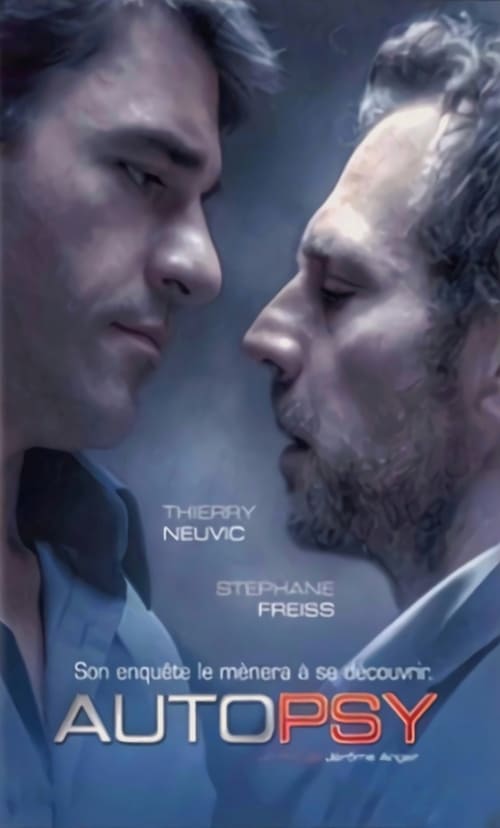 THIERRY
NEUVIC
STEPHANE
FREISS
Son enquête le mènera à se découvrir.
AUTOPSY
Jérôme Anger